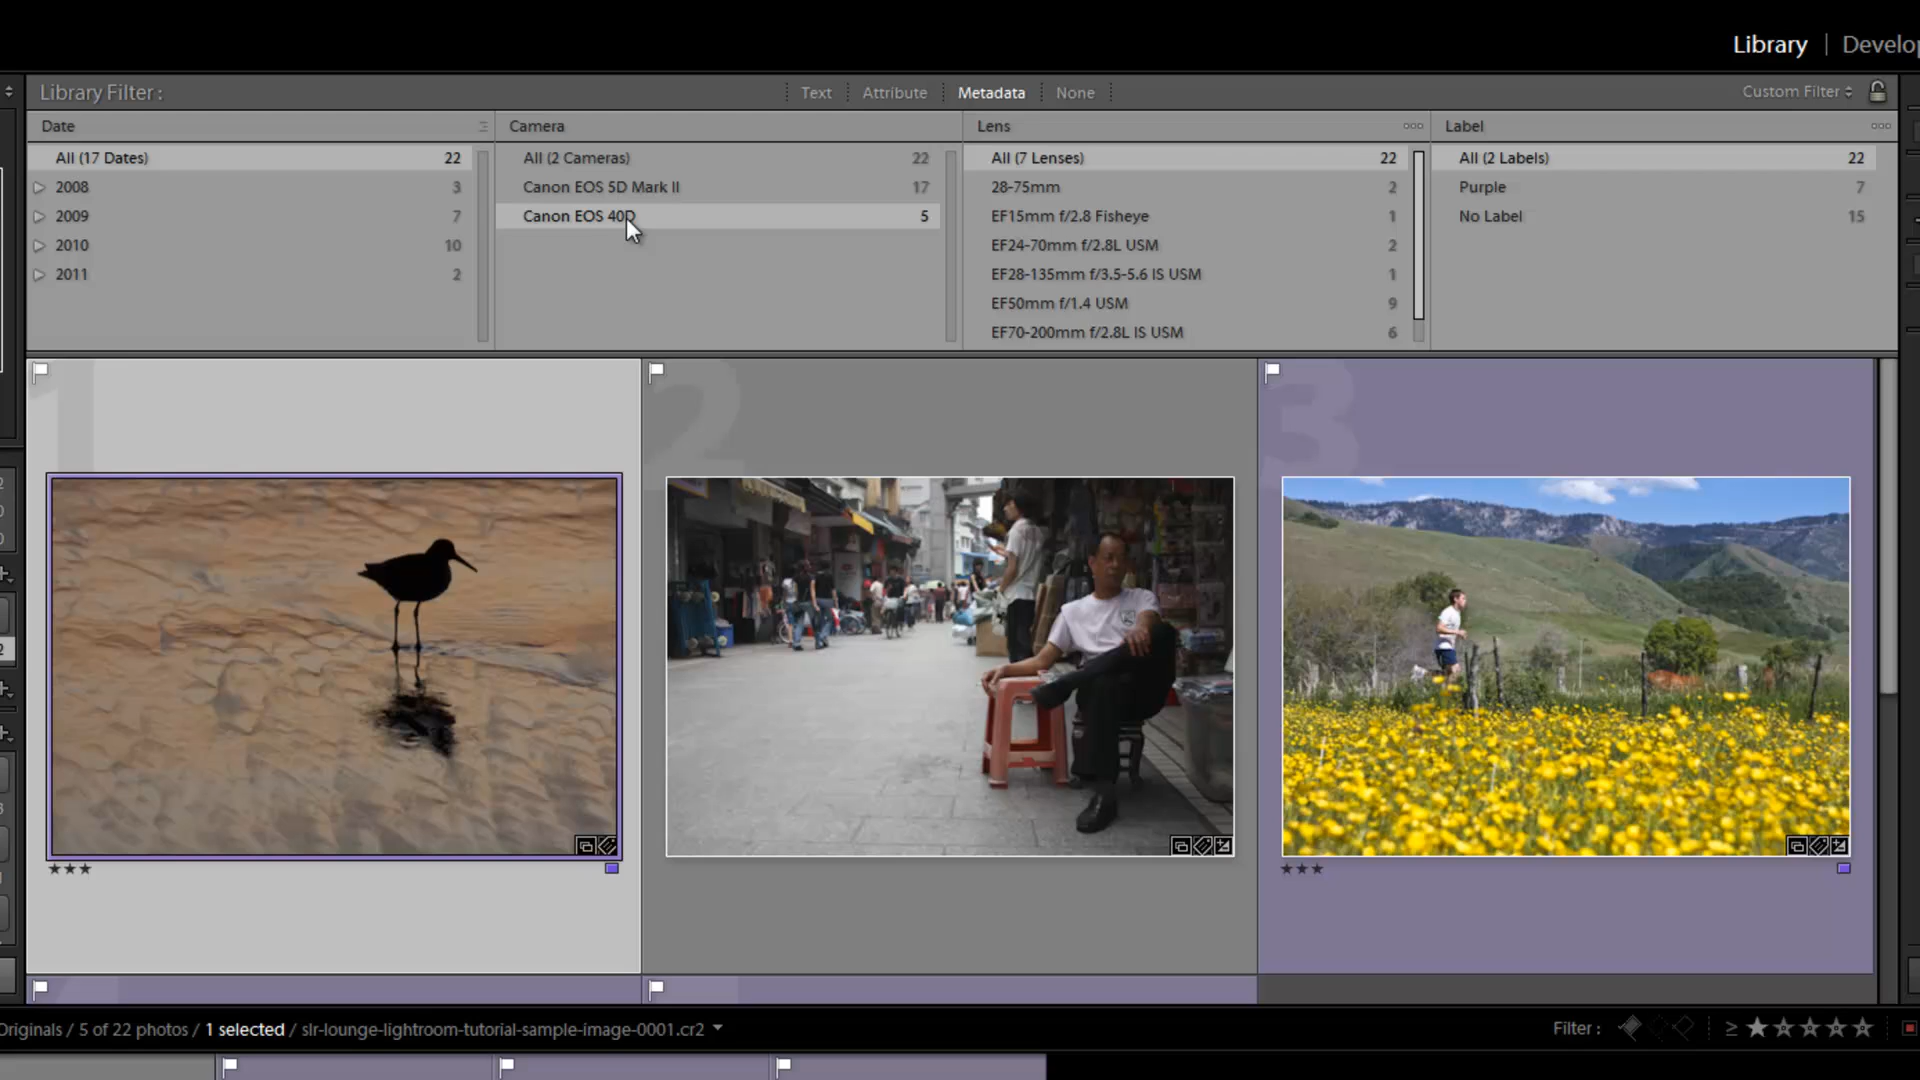 Library | Develop
Library Filter :
Text
Attribute
Metadata
None
Custom Filter
Date
Camera
Lens
Label
All (17 Dates) 22
2008 3
2009 7
2010 10
2011 2
All (2 Cameras) 22
Canon EOS 5D Mark II 17
Canon EOS 40D 5
All (7 Lenses) 22
28-75mm 2
EF15mm f/2.8 Fisheye 1
EF24-70mm f/2.8L USM 2
EF28-135mm f/3.5-5.6 IS USM 1
EF50mm f/1.4 USM 9
EF70-200mm f/2.8L IS USM 6
All (2 Labels) 22
Purple 7
No Label 15
1
2
3
Originals / 5 of 22 photos / 1 selected / slr-lounge-lightroom-tutorial-sample-image-0001.cr2
Filter : ≥